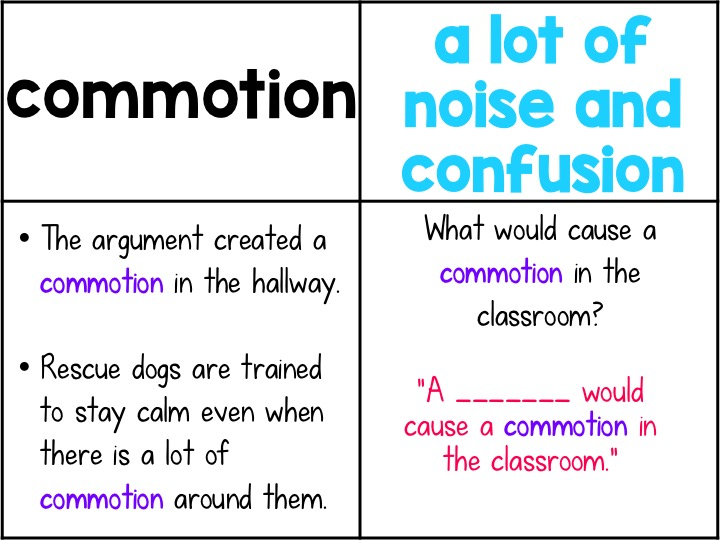 commotion
a lot of
noise and
confusion
• The argument created a
commotion in the hallway.
• Rescue dogs are trained
to stay calm even when
there is a lot of
commotion around them.
What would cause a
commotion in the
classroom?
"A _______ would
cause a commotion in
the classroom."